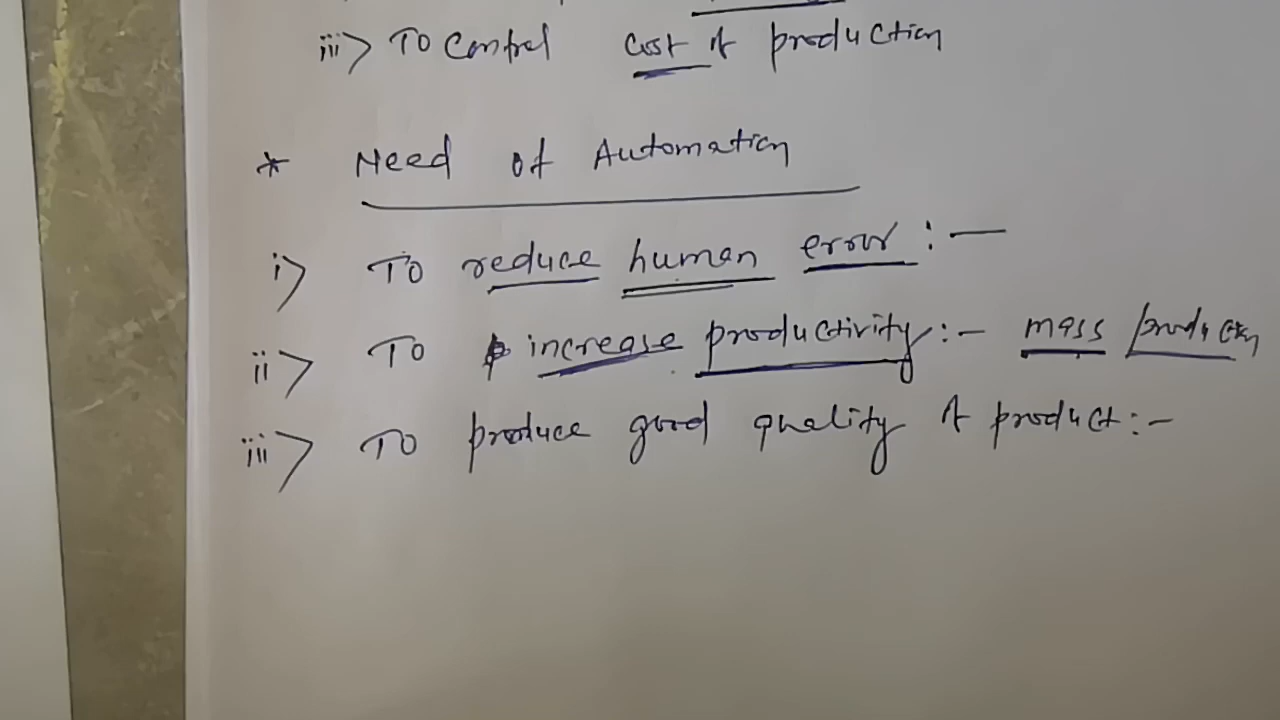 iii> To Control cost of production
* Need of Automation
i> To reduce human error :-
ii> To increase productivity :- mass production
iii> To produce good quality of product :-